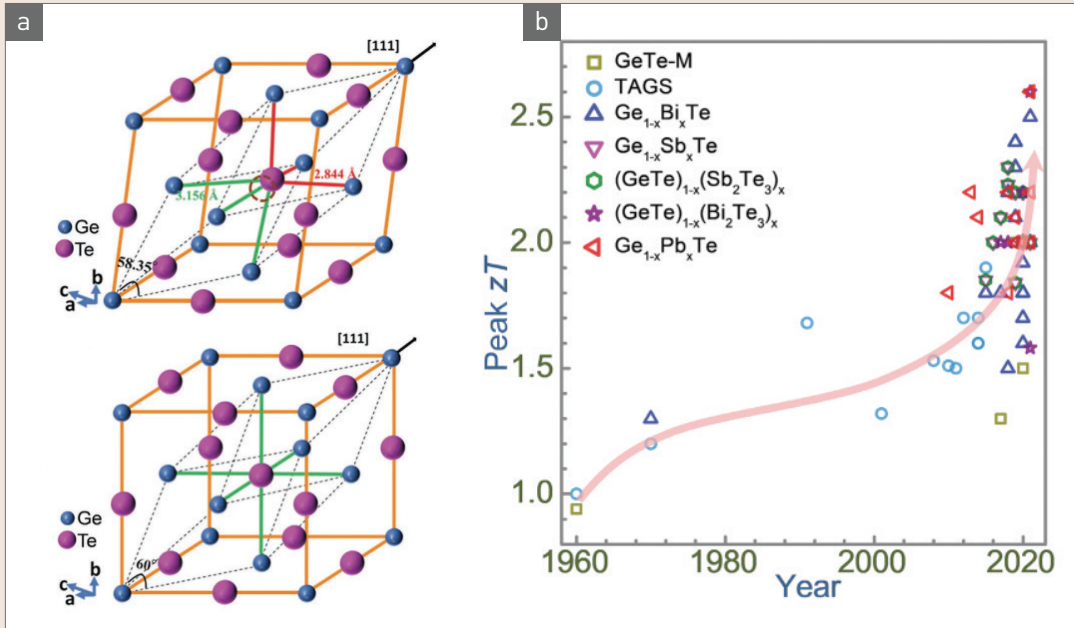 a
[111]
2.844 Å
3.156 Å
Ge
Te
58.35°
b
c
a
[111]
Ge
Te
60°
b
c
a
b
GeTe-M
TAGS
Ge₁₋ₓBiₓTe
Ge₁₋ₓSbₓTe
(GeTe)₁₋ₓ(Sb₂Te₃)ₓ
(GeTe)₁₋ₓ(Bi₂Te₃)ₓ
Ge₁₋ₓPbₓTe
Peak zT
2.5
2.0
1.5
1.0
1960 1980 2000 2020
Year